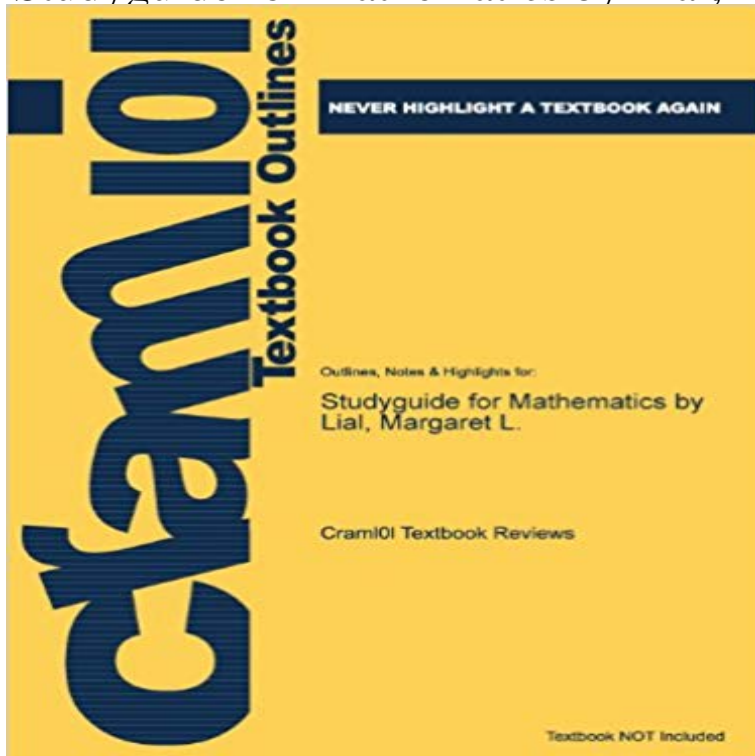 NEVER HIGHLIGHT A TEXTBOOK AGAIN
Cram101
Textbook Outlines
Outlines, Notes & Highlights for:
Studyguide for Mathematics by
Lial, Margaret L.
Cram101 Textbook Reviews
Textbook NOT Included